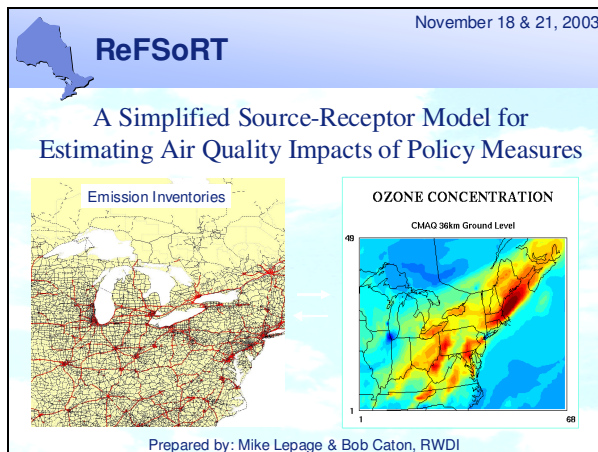 November 18 & 21, 2003
ReFSoRT
A Simplified Source-Receptor Model for
Estimating Air Quality Impacts of Policy Measures
Emission Inventories
OZONE CONCENTRATION
CMAQ 36km Ground Level
49
1
1
68
Prepared by: Mike Lepage & Bob Caton, RWDI